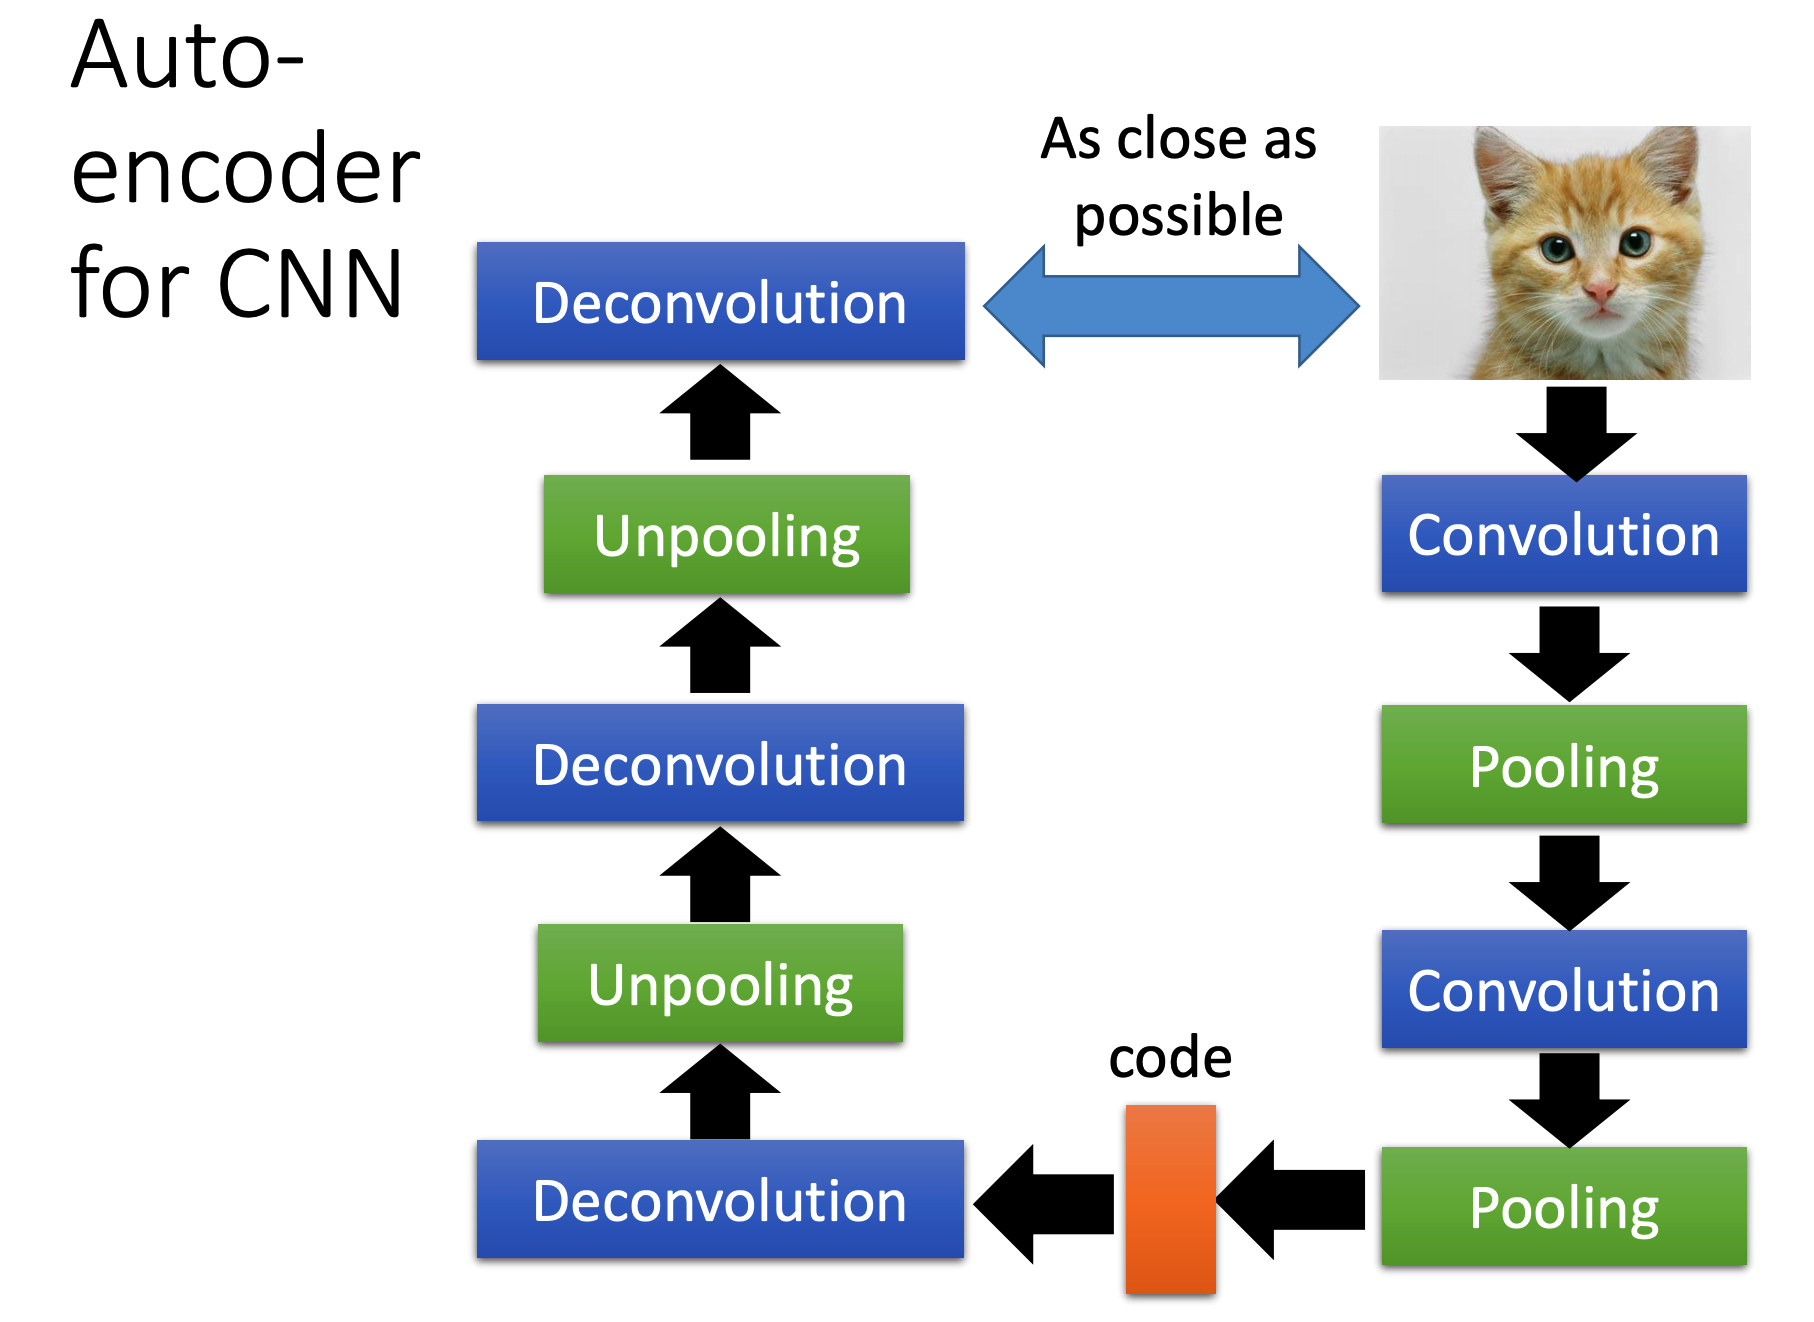 Auto-
encoder
for CNN
As close as
possible
Deconvolution
Unpooling
Convolution
Deconvolution
Pooling
Unpooling
Convolution
code
Deconvolution
Pooling